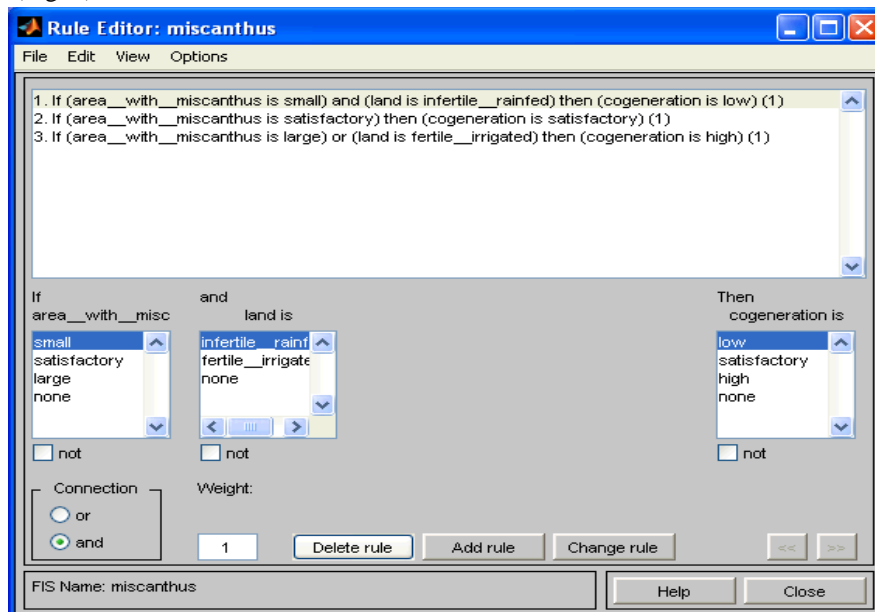 Rule Editor: miscanthus
File Edit View Options
1. If (area__with__miscanthus is small) and (land is infertile__rainfed) then (cogeneration is low) (1)
2. If (area__with__miscanthus is satisfactory) then (cogeneration is satisfactory) (1)
3. If (area__with__miscanthus is large) or (land is fertile__irrigated) then (cogeneration is high) (1)
If and Then
area__with__misc land is cogeneration is
small infertile__rainf low
satisfactory fertile__irrigate satisfactory
large none high
none none
not not not
Connection Weight:
or
and 1 Delete rule Add rule Change rule << >>
FIS Name: miscanthus Help Close